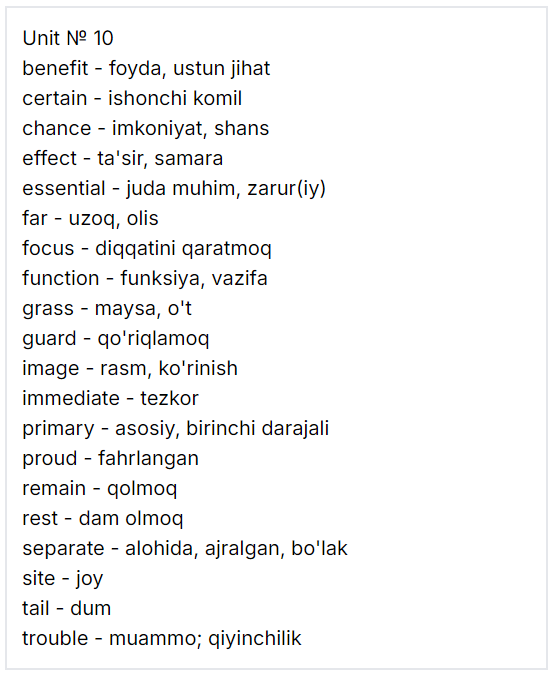 Unit № 10
benefit - foyda, ustun jihat
certain - ishonchi komil
chance - imkoniyat, shans
effect - ta'sir, samara
essential - juda muhim, zarur(iy)
far - uzoq, olis
focus - diqqatini qaratmoq
function - funksiya, vazifa
grass - maysa, o't
guard - qo'riqlamoq
image - rasm, ko'rinish
immediate - tezkor
primary - asosiy, birinchi darajali
proud - fahrlangan
remain - qolmoq
rest - dam olmoq
separate - alohida, ajralgan, bo'lak
site - joy
tail - dum
trouble - muammo; qiyinchilik